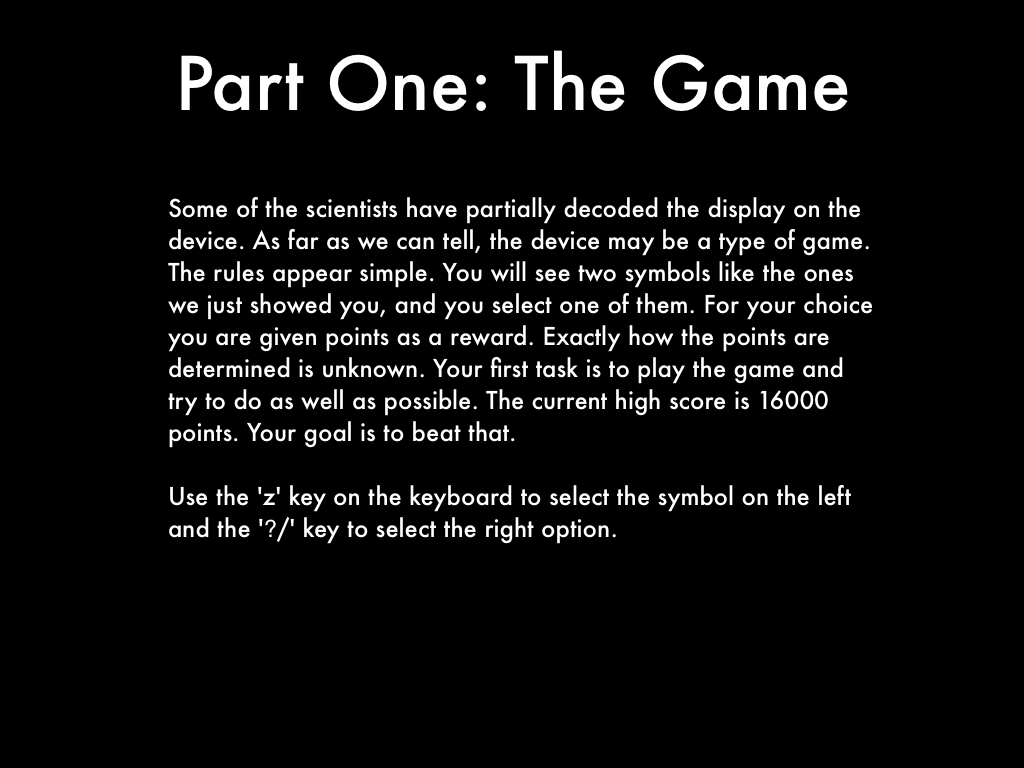 Part One: The Game
Some of the scientists have partially decoded the display on the
device. As far as we can tell, the device may be a type of game.
The rules appear simple. You will see two symbols like the ones
we just showed you, and you select one of them. For your choice
you are given points as a reward. Exactly how the points are
determined is unknown. Your first task is to play the game and
try to do as well as possible. The current high score is 16000
points. Your goal is to beat that.
Use the 'z' key on the keyboard to select the symbol on the left
and the '?/' key to select the right option.